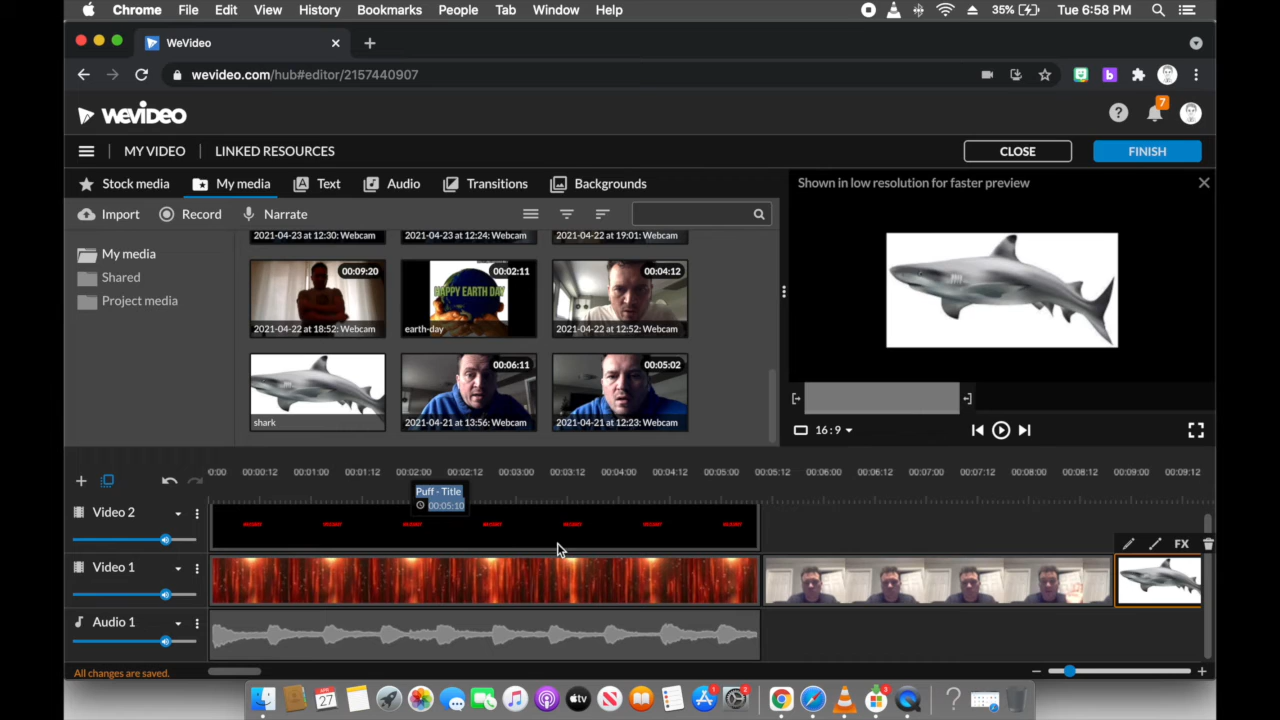 Chrome File Edit View History Bookmarks People Tab Window Help 35% Tue 6:58 PM
WeVideo
wevideo.com/hub#editor/2157440907
WEVIDEO 7
MY VIDEO LINKED RESOURCES CLOSE FINISH
Stock media My media Text Audio Transitions Backgrounds
Shown in low resolution for faster preview
Import Record Narrate
My media
Shared
Project media
2021-04-23 at 12:30: Webcam 2021-04-23 at 12:24: Webcam 2021-04-22 at 19:01: Webcam
00:09:20 00:02:11 00:04:12
HAPPY EARTH DAY
2021-04-22 at 18:52: Webcam earth-day 2021-04-22 at 12:52: Webcam
00:06:11 00:05:02
shark 2021-04-21 at 13:56: Webcam 2021-04-21 at 12:23: Webcam
16:9
0:00 00:00:12 00:01:00 00:01:12 00:02:00 00:02:12 00:03:00 00:03:12 00:04:00 00:04:12 00:05:00 00:05:12 00:06:00 00:06:12 00:07:00 00:07:12 00:08:00 00:08:12 00:09:00 00:09:12
Puff - Title
00:05:10
Video 2
Video 1
FX
Audio 1
All changes are saved.
27
tv
1
2
3